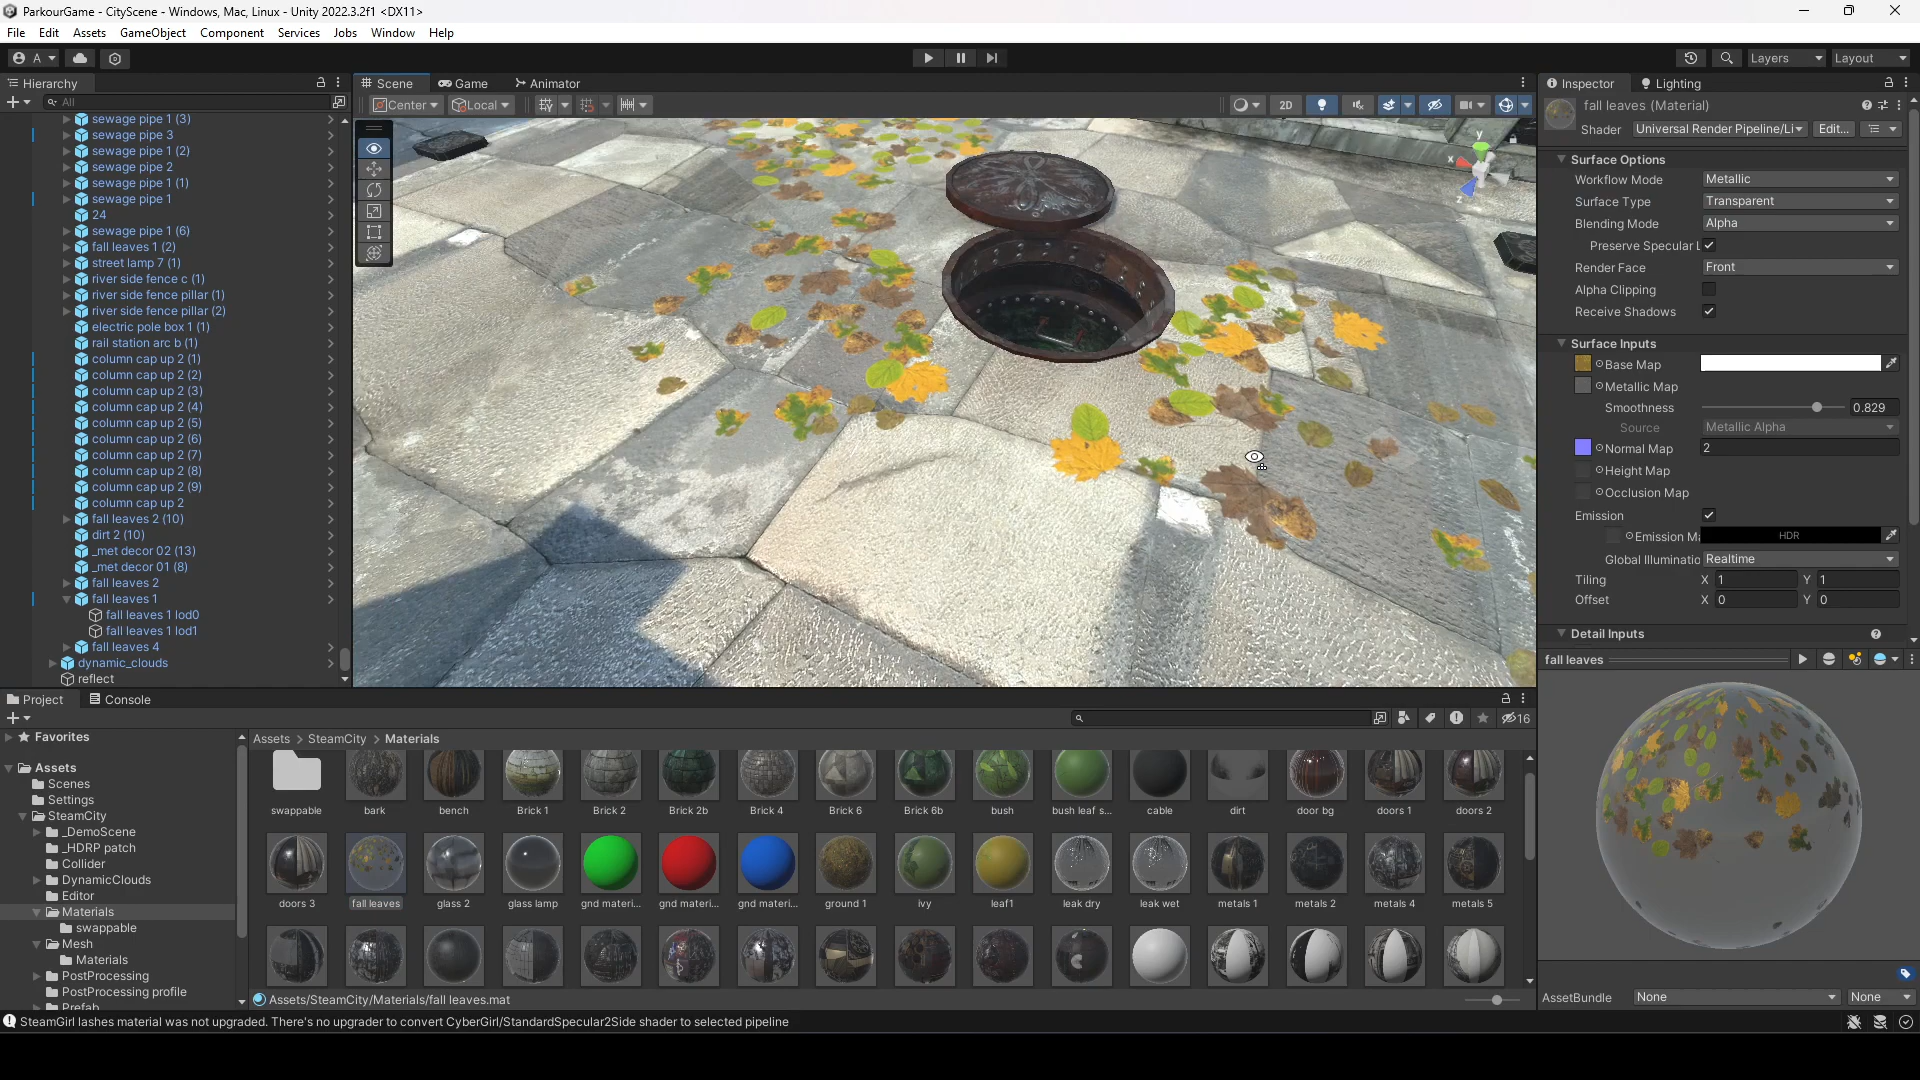 ParkourGame - CityScene - Windows, Mac, Linux - Unity 2022.3.2f1 <DX11>
File Edit Assets GameObject Component Services Jobs Window Help
A Layers Layout
Hierarchy
All
sewage pipe 1 (3)
sewage pipe 3
sewage pipe 1 (2)
sewage pipe 2
sewage pipe 1 (1)
sewage pipe 1
24
sewage pipe 1 (6)
fall leaves 1 (2)
street lamp 7 (1)
river side fence c (1)
river side fence pillar (1)
river side fence pillar (2)
electric pole box 1 (1)
rail station arc b (1)
column cap up 2 (1)
column cap up 2 (2)
column cap up 2 (3)
column cap up 2 (4)
column cap up 2 (5)
column cap up 2 (6)
column cap up 2 (7)
column cap up 2 (8)
column cap up 2 (9)
column cap up 2
fall leaves 2 (10)
dirt 2 (10)
_met decor 02 (13)
_met decor 01 (8)
fall leaves 2
fall leaves 1
fall leaves 1 lod0
fall leaves 1 lod1
fall leaves 4
dynamic_clouds
reflect
Scene Game Animator
Center Local 2D
y
x
z
Inspector Lighting
fall leaves (Material)
Shader Universal Render Pipeline/Li Edit...
Surface Options
Workflow Mode Metallic
Surface Type Transparent
Blending Mode Alpha
Preserve Specular L
Render Face Front
Alpha Clipping
Receive Shadows
Surface Inputs
Base Map
Metallic Map
Smoothness 0.829
Source Metallic Alpha
Normal Map 2
Height Map
Occlusion Map
Emission
Emission Ma HDR
Global Illuminatio Realtime
Tiling X 1 Y 1
Offset X 0 Y 0
Detail Inputs
fall leaves
AssetBundle None None
Project Console
16
Favorites
Assets
Scenes
Settings
SteamCity
_DemoScene
_HDRP patch
Collider
DynamicClouds
Editor
Materials
swappable
Mesh
Materials
PostProcessing
PostProcessing profile
Prefab
Assets > SteamCity > Materials
swappable bark bench Brick 1 Brick 2 Brick 2b Brick 4 Brick 6 Brick 6b bush bush leaf s... cable dirt door bg doors 1 doors 2
doors 3 fall leaves glass 2 glass lamp gnd materi... gnd materi... gnd materi... ground 1 ivy leaf1 leak dry leak wet metals 1 metals 2 metals 4 metals 5
Assets/SteamCity/Materials/fall leaves.mat
SteamGirl lashes material was not upgraded. There's no upgrader to convert CyberGirl/StandardSpecular2Side shader to selected pipeline